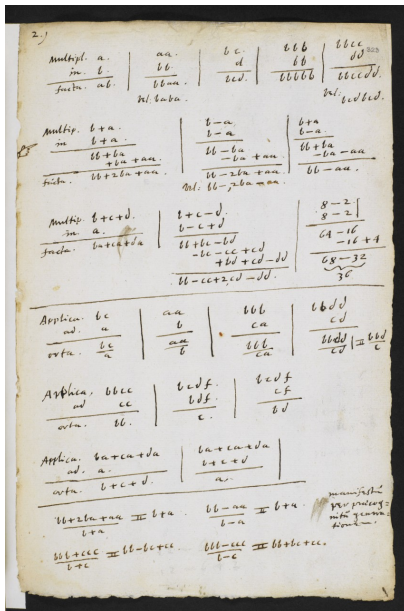 2.)
Multipl. a. | aa. | bc. | bbb | bbcc
in. b. | bb. | d | bb | dd
facta. ab. | bbaa. | bcd. | bbbbb | bbccdd.
vel: baba. vel: bcdbcd.
Multip. b+a. | b-a | b+a
in b+a. | b-a | b-a.
bb+ba | bb-ba | bb+ba
+ba+aa. | -ba+aa. | -ba-aa
facta. bb+2ba+aa. | bb-2ba+aa. | bb-aa.
Multip. b+c+d. | b+c-d. | 8-2
in. a. | b-c+d | 8-2
facta. ba+ca+da | bb+bc-bd | 64-16
-bc-cc+cd | -16+4
+bd+cd-dd | 68-32
bb-cc+2cd-dd. | 36
Applica. bc | aa | bbb | bbdd
ad. a | b | ca | cd
orta. bc/a | aa/b | bbb/ca | bbdd/cd = bbd/c
Applica. bbcc | bcdf. | bcdf
ad cc | bdf. | cf
orta. bb. | c. | bd
Applica. ba+ca+da | ba+ca+da
ad. a. | b+c+d
orta. b+c+d. | a.
bb+2ba+aa/b+a. = b+a. bb-aa/b-a = b+a.
bbb+ccc/b+c = bb-bc+cc bbb-ccc/b-c = bb+bc+cc.
manifestū
per